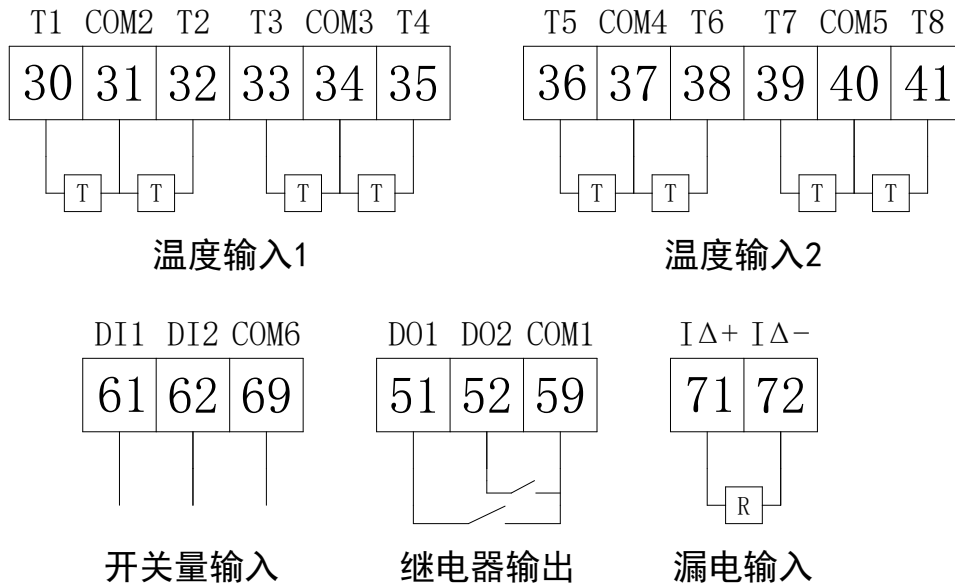 T1 COM2 T2 T3 COM3 T4
30 31 32 33 34 35
T T T T
温度输入1
T5 COM4 T6 T7 COM5 T8
36 37 38 39 40 41
T T T T
温度输入2
DI1 DI2 COM6
61 62 69
开关量输入
DO1 DO2 COM1
51 52 59
继电器输出
IΔ+ IΔ-
71 72
R
漏电输入